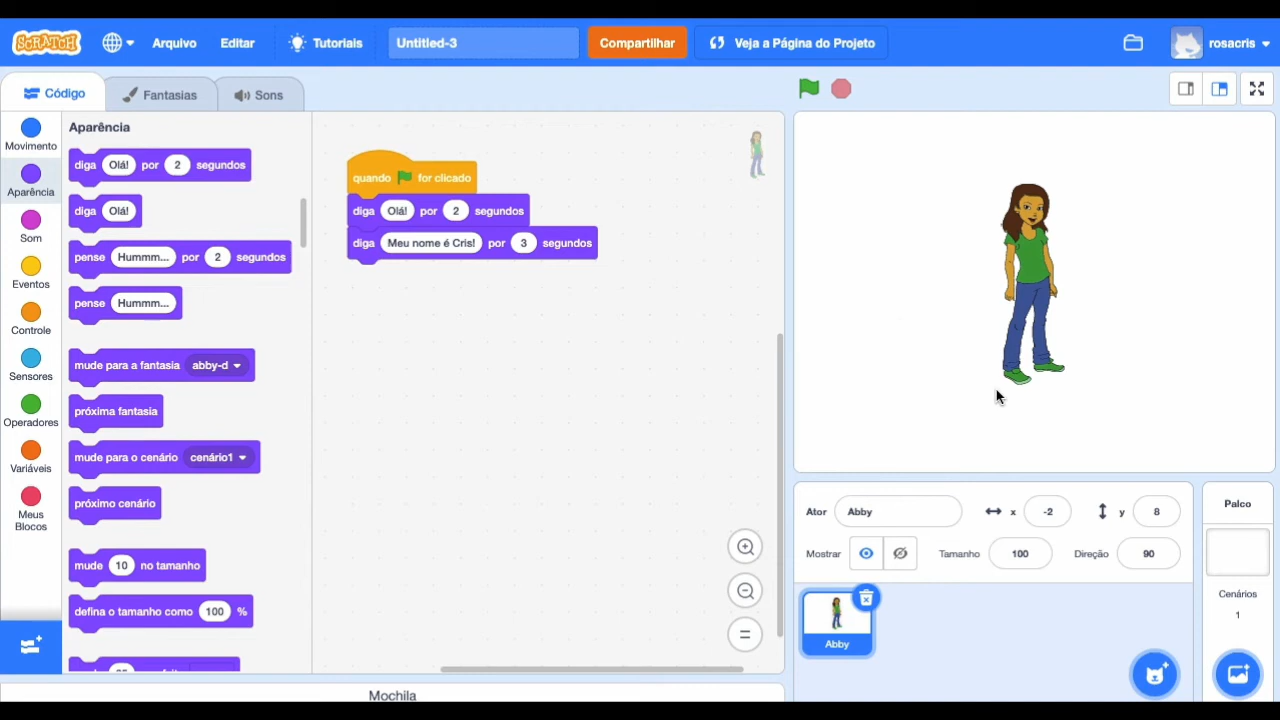 SCRATCH Arquivo Editar Tutoriais Untitled-3 Compartilhar Veja a Página do Projeto rosacris
Código Fantasias Sons
Movimento
Aparência
Som
Eventos
Controle
Sensores
Operadores
Variáveis
Meus
Blocos
Aparência
diga Olá! por 2 segundos
diga Olá!
pense Hummm... por 2 segundos
pense Hummm...
mude para a fantasia abby-d
próxima fantasia
mude para o cenário cenário1
próximo cenário
mude 10 no tamanho
defina o tamanho como 100 %
quando for clicado
diga Olá! por 2 segundos
diga Meu nome é Cris! por 3 segundos
Mochila
Ator Abby x -2 y 8
Mostrar Tamanho 100 Direção 90
Abby
Palco
Cenários
1